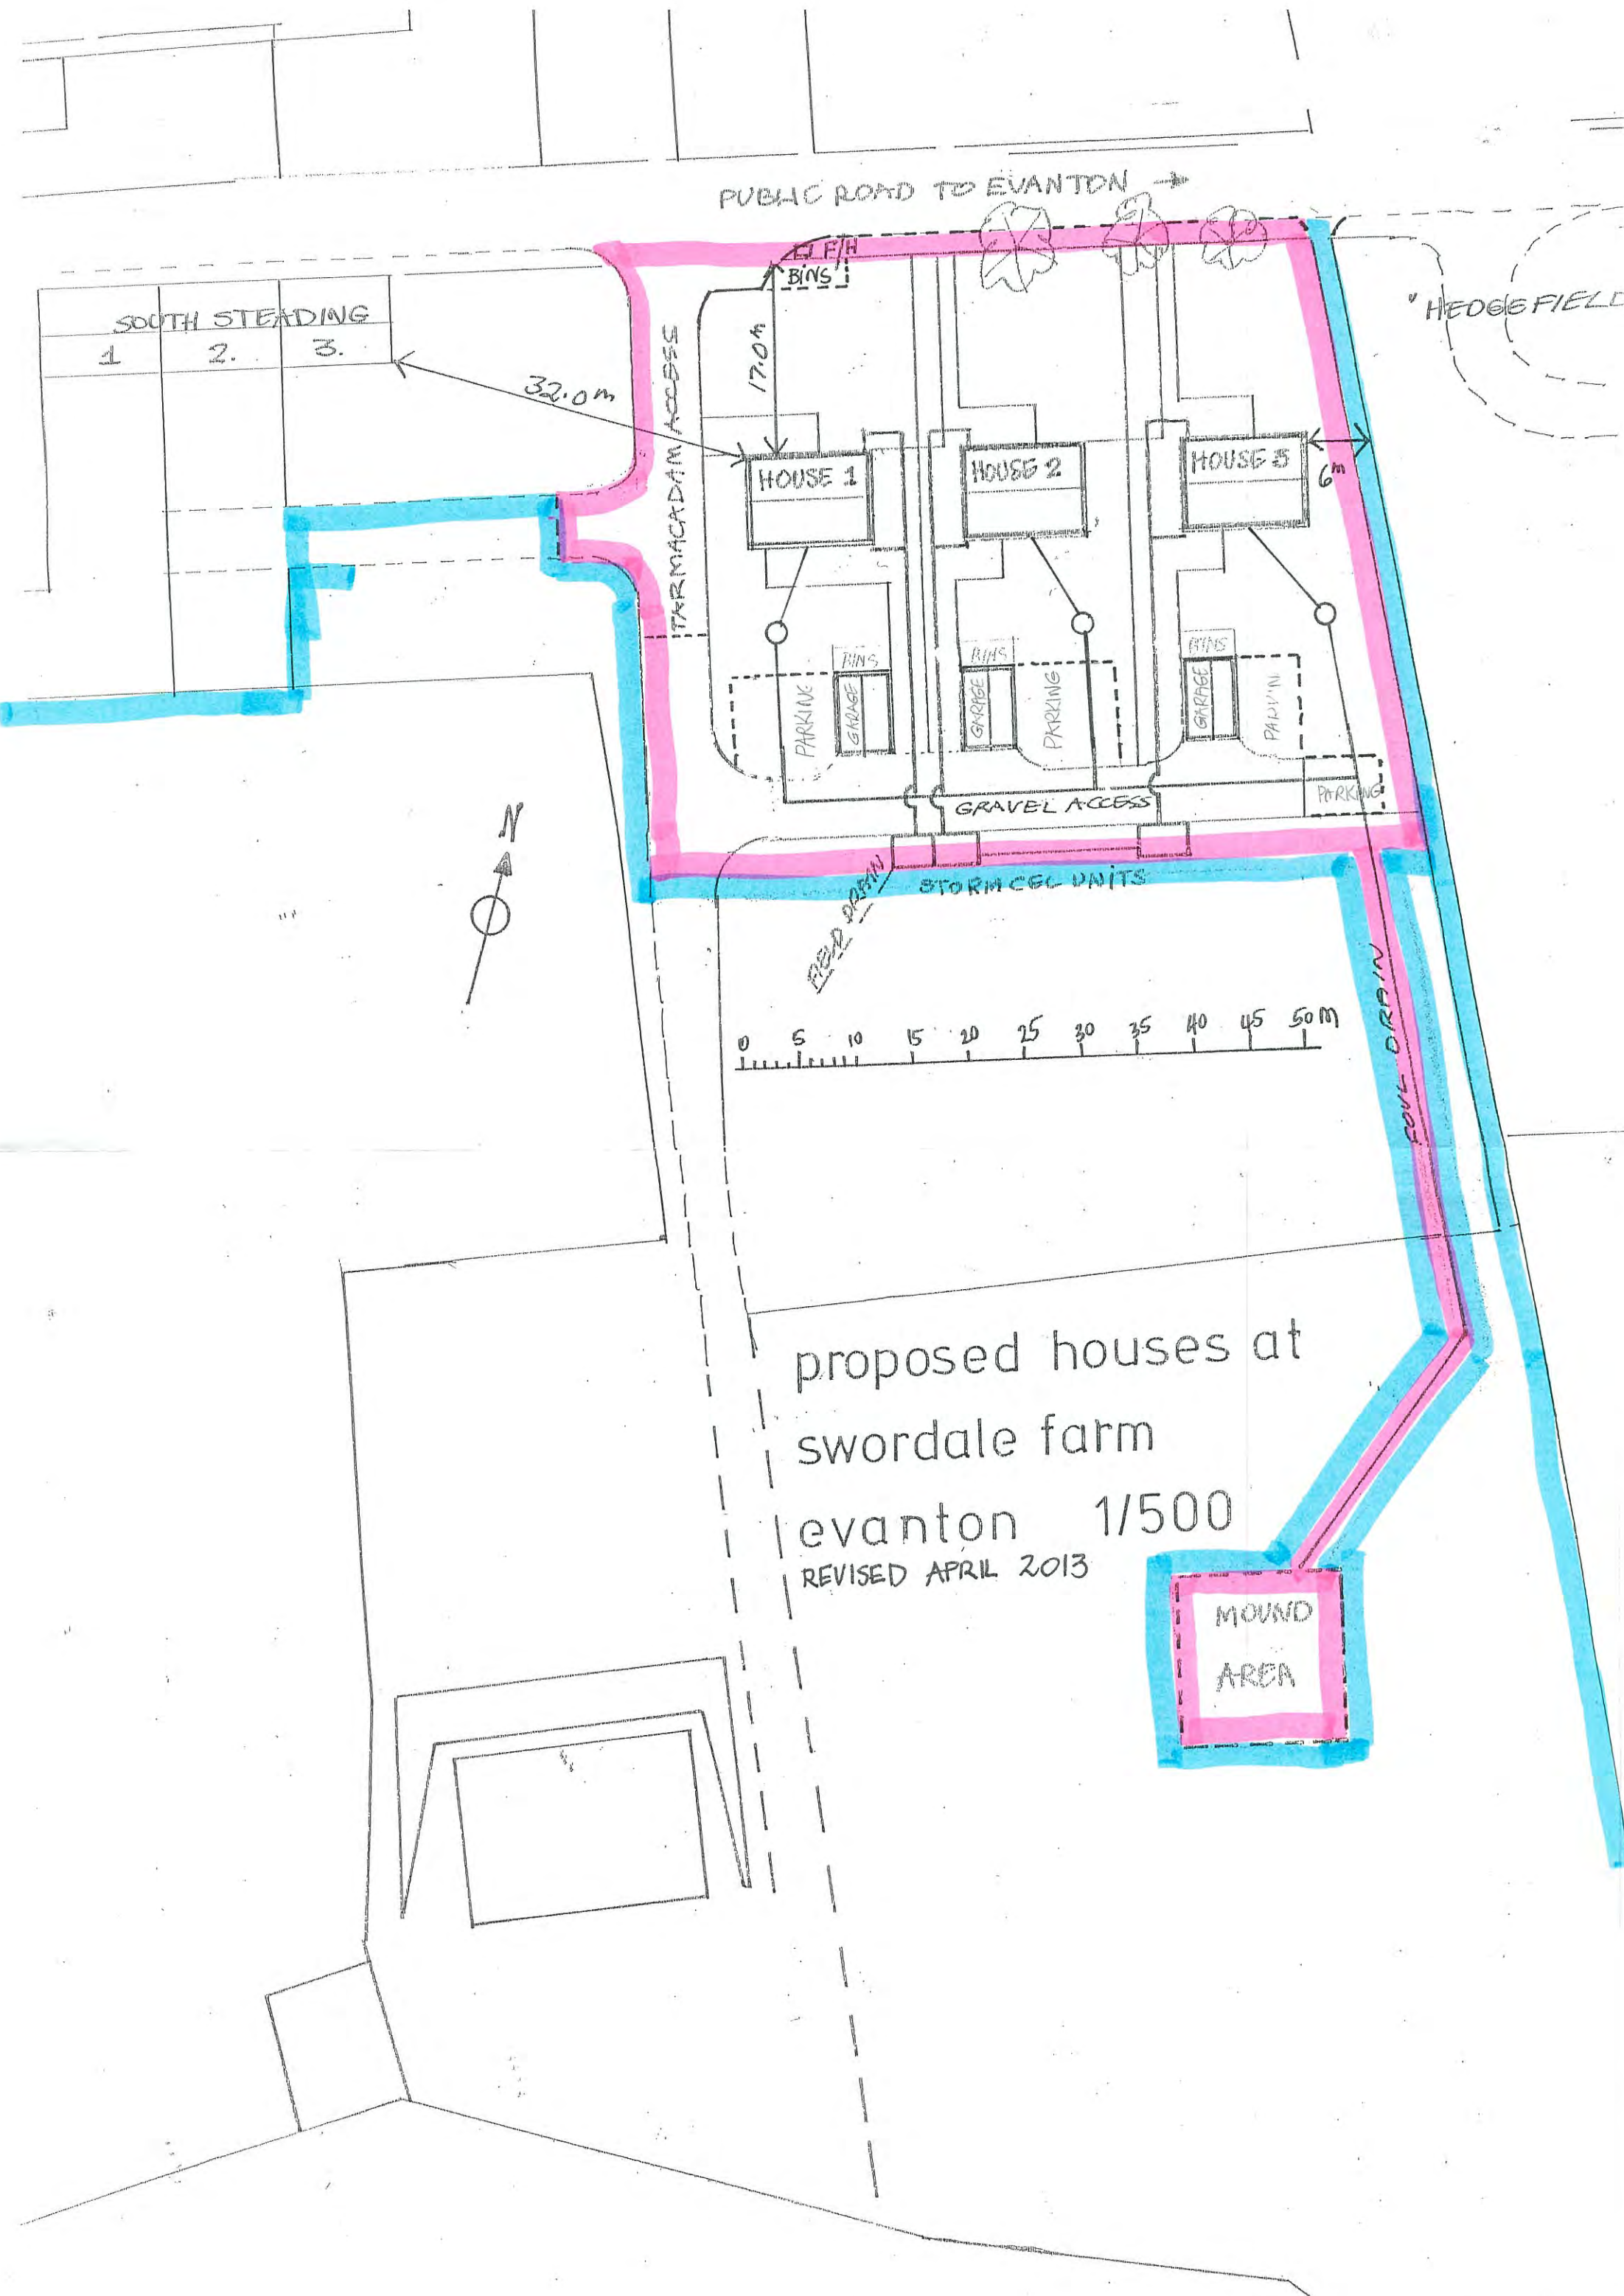 PUBLIC ROAD TO EVANTON →
F/H
BINS
"HEDGEFIELD
SOUTH STEADING
1 2. 3.
32.0m
17.0m
TARMACADAM ACCESS
HOUSE 1
HOUSE 2
HOUSE 3
6m
BINS
BINS
BINS
PARKING
GARAGE
GARAGE
PARKING
GARAGE
PARKIN
PARKING
GRAVEL ACCESS
STORMCEL UNITS
FIELD DRAIN
N
FOUL DRAIN
0 5 10 15 20 25 30 35 40 45 50m
proposed houses at
swordale farm
evanton 1/500
REVISED APRIL 2013
MOUND
AREA